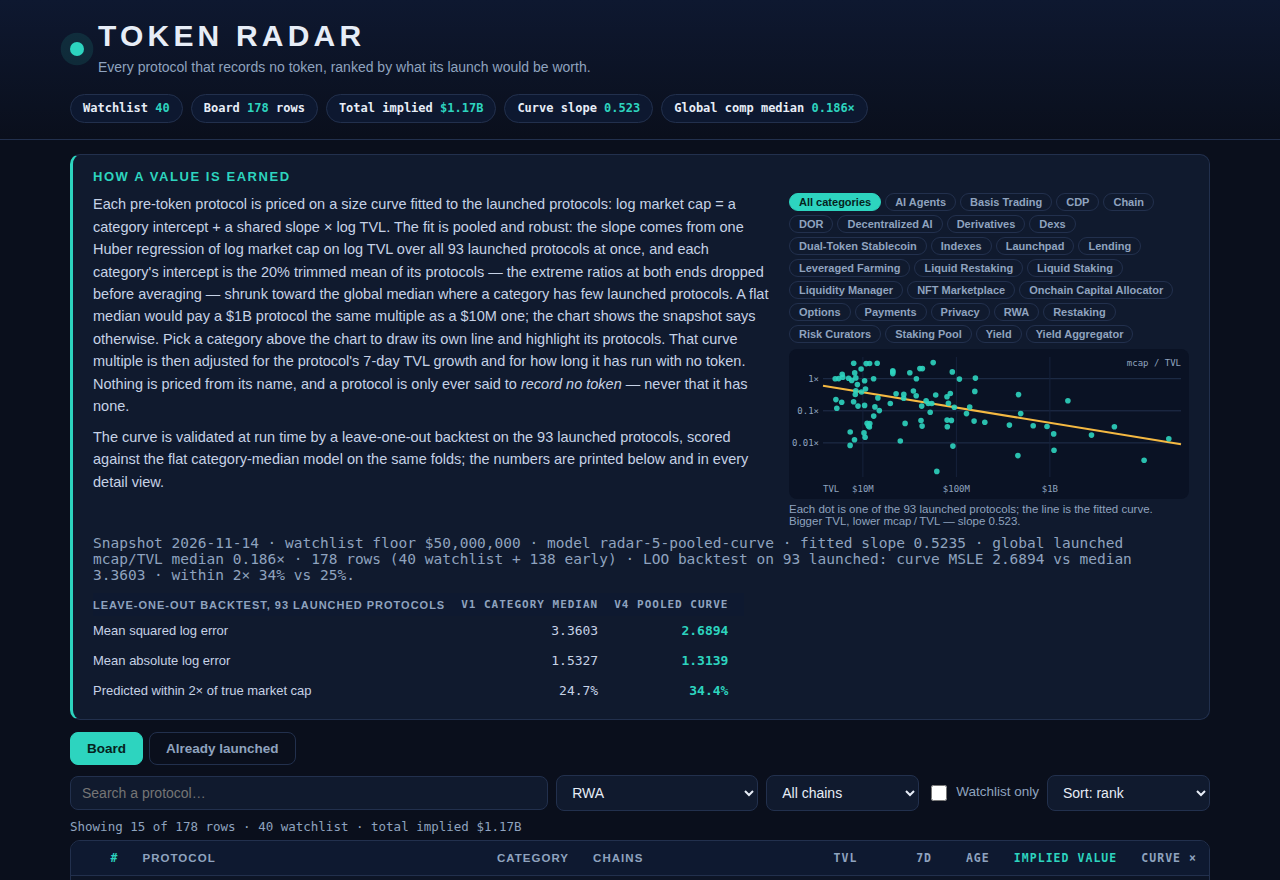 TOKEN RADAR
Every protocol that records no token, ranked by what its launch would be worth.
Watchlist 40
Board 178 rows
Total implied $1.17B
Curve slope 0.523
Global comp median 0.186×
HOW A VALUE IS EARNED
Each pre-token protocol is priced on a size curve fitted to the launched protocols: log market cap = a
category intercept + a shared slope × log TVL. The fit is pooled and robust: the slope comes from one
Huber regression of log market cap on log TVL over all 93 launched protocols at once, and each
category's intercept is the 20% trimmed mean of its protocols — the extreme ratios at both ends dropped
before averaging — shrunk toward the global median where a category has few launched protocols. A flat
median would pay a $1B protocol the same multiple as a $10M one; the chart shows the snapshot says
otherwise. Pick a category above the chart to draw its own line and highlight its protocols. That curve
multiple is then adjusted for the protocol's 7-day TVL growth and for how long it has run with no token.
Nothing is priced from its name, and a protocol is only ever said to record no token — never that it has
none.
The curve is validated at run time by a leave-one-out backtest on the 93 launched protocols, scored
against the flat category-median model on the same folds; the numbers are printed below and in every
detail view.
All categories
AI Agents
Basis Trading
CDP
Chain
DOR
Decentralized AI
Derivatives
Dexs
Dual-Token Stablecoin
Indexes
Launchpad
Lending
Leveraged Farming
Liquid Restaking
Liquid Staking
Liquidity Manager
NFT Marketplace
Onchain Capital Allocator
Options
Payments
Privacy
RWA
Restaking
Risk Curators
Staking Pool
Yield
Yield Aggregator
mcap / TVL
1×
0.1×
0.01×
TVL
$10M
$100M
$1B
Each dot is one of the 93 launched protocols; the line is the fitted curve.
Bigger TVL, lower mcap / TVL — slope 0.523.
Snapshot 2026-11-14 · watchlist floor $50,000,000 · model radar-5-pooled-curve · fitted slope 0.5235 · global launched
mcap/TVL median 0.186× · 178 rows (40 watchlist + 138 early) · LOO backtest on 93 launched: curve MSLE 2.6894 vs median
3.3603 · within 2× 34% vs 25%.
LEAVE-ONE-OUT BACKTEST, 93 LAUNCHED PROTOCOLS V1 CATEGORY MEDIAN V4 POOLED CURVE
Mean squared log error 3.3603 2.6894
Mean absolute log error 1.5327 1.3139
Predicted within 2× of true market cap 24.7% 34.4%
Board
Already launched
Search a protocol…
RWA
All chains
Watchlist only
Sort: rank
Showing 15 of 178 rows · 40 watchlist · total implied $1.17B
# PROTOCOL CATEGORY CHAINS TVL 7D AGE IMPLIED VALUE CURVE ×